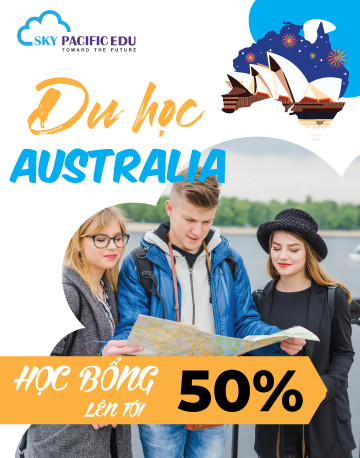 SKY PACIFIC EDU
TOWARD THE FUTURE
Du học
AUSTRALIA
HỌC BỔNG
LÊN TỚI
50%